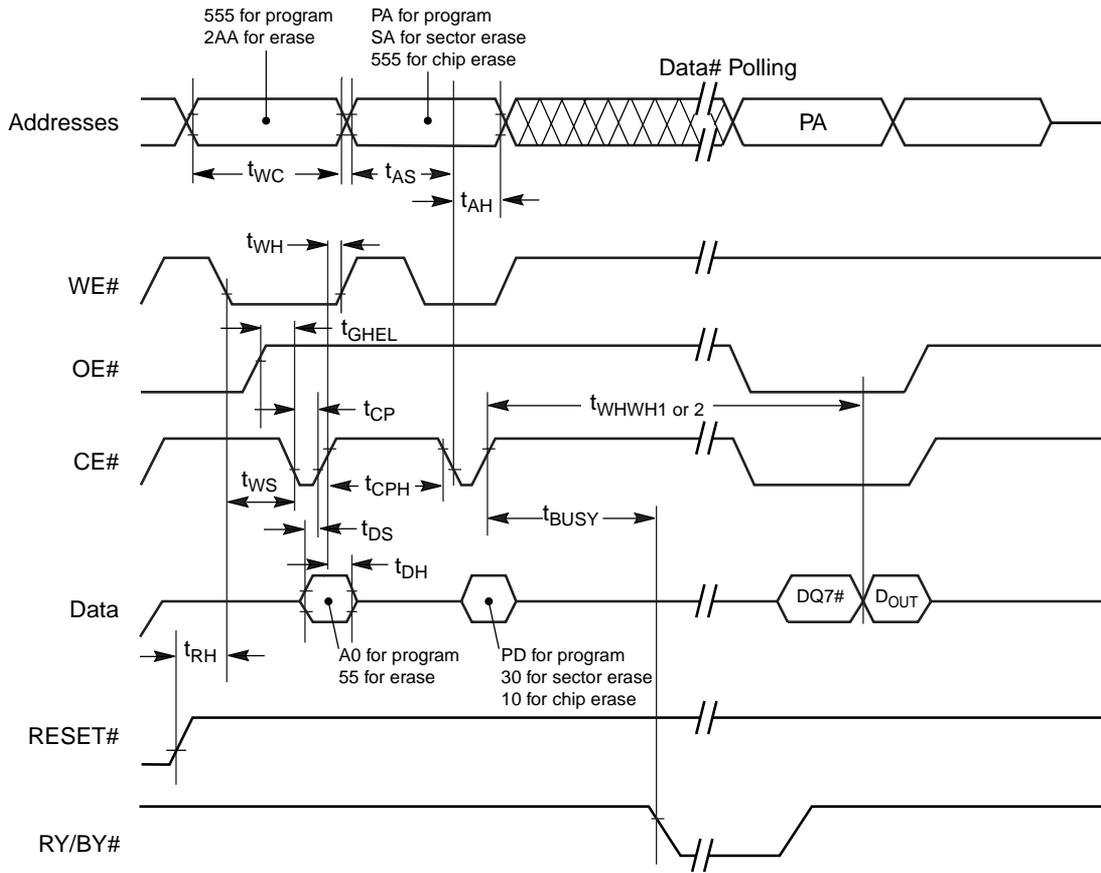 555 for program
2AA for erase
PA for program
SA for sector erase
555 for chip erase
Data# Polling
Addresses
PA
tWC
tAS
tAH
tWH
WE#
tGHEL
OE#
tCP
tWHWH1 or 2
CE#
tWS
tCPH
tBUSY
tDS
tDH
Data
DQ7#
DOUT
tRH
A0 for program
55 for erase
PD for program
30 for sector erase
10 for chip erase
RESET#
RY/BY#